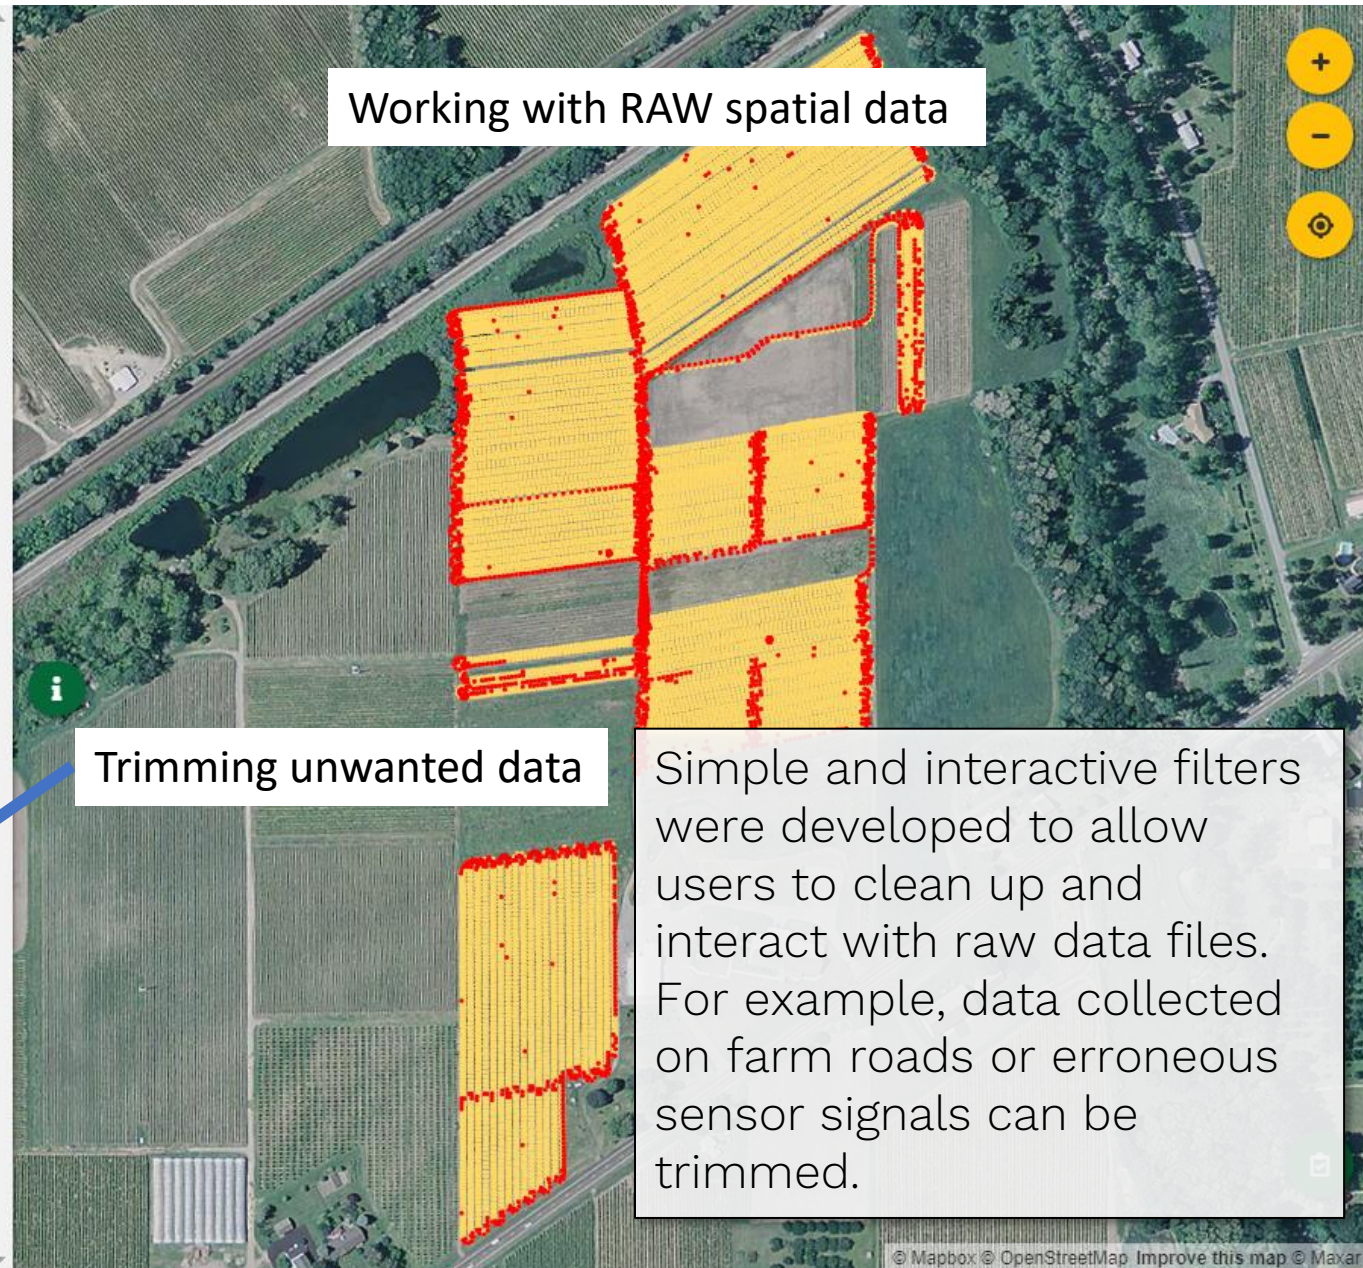 Working with RAW spatial data
+
−
i
Trimming unwanted data
Simple and interactive filters
were developed to allow
users to clean up and
interact with raw data files.
For example, data collected
on farm roads or erroneous
sensor signals can be
trimmed.
© Mapbox © OpenStreetMap Improve this map © Maxar